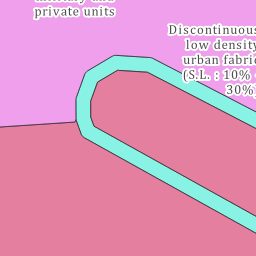 private units
Discontinuous
low density
urban fabric
(S.L. : 10% -
30%)